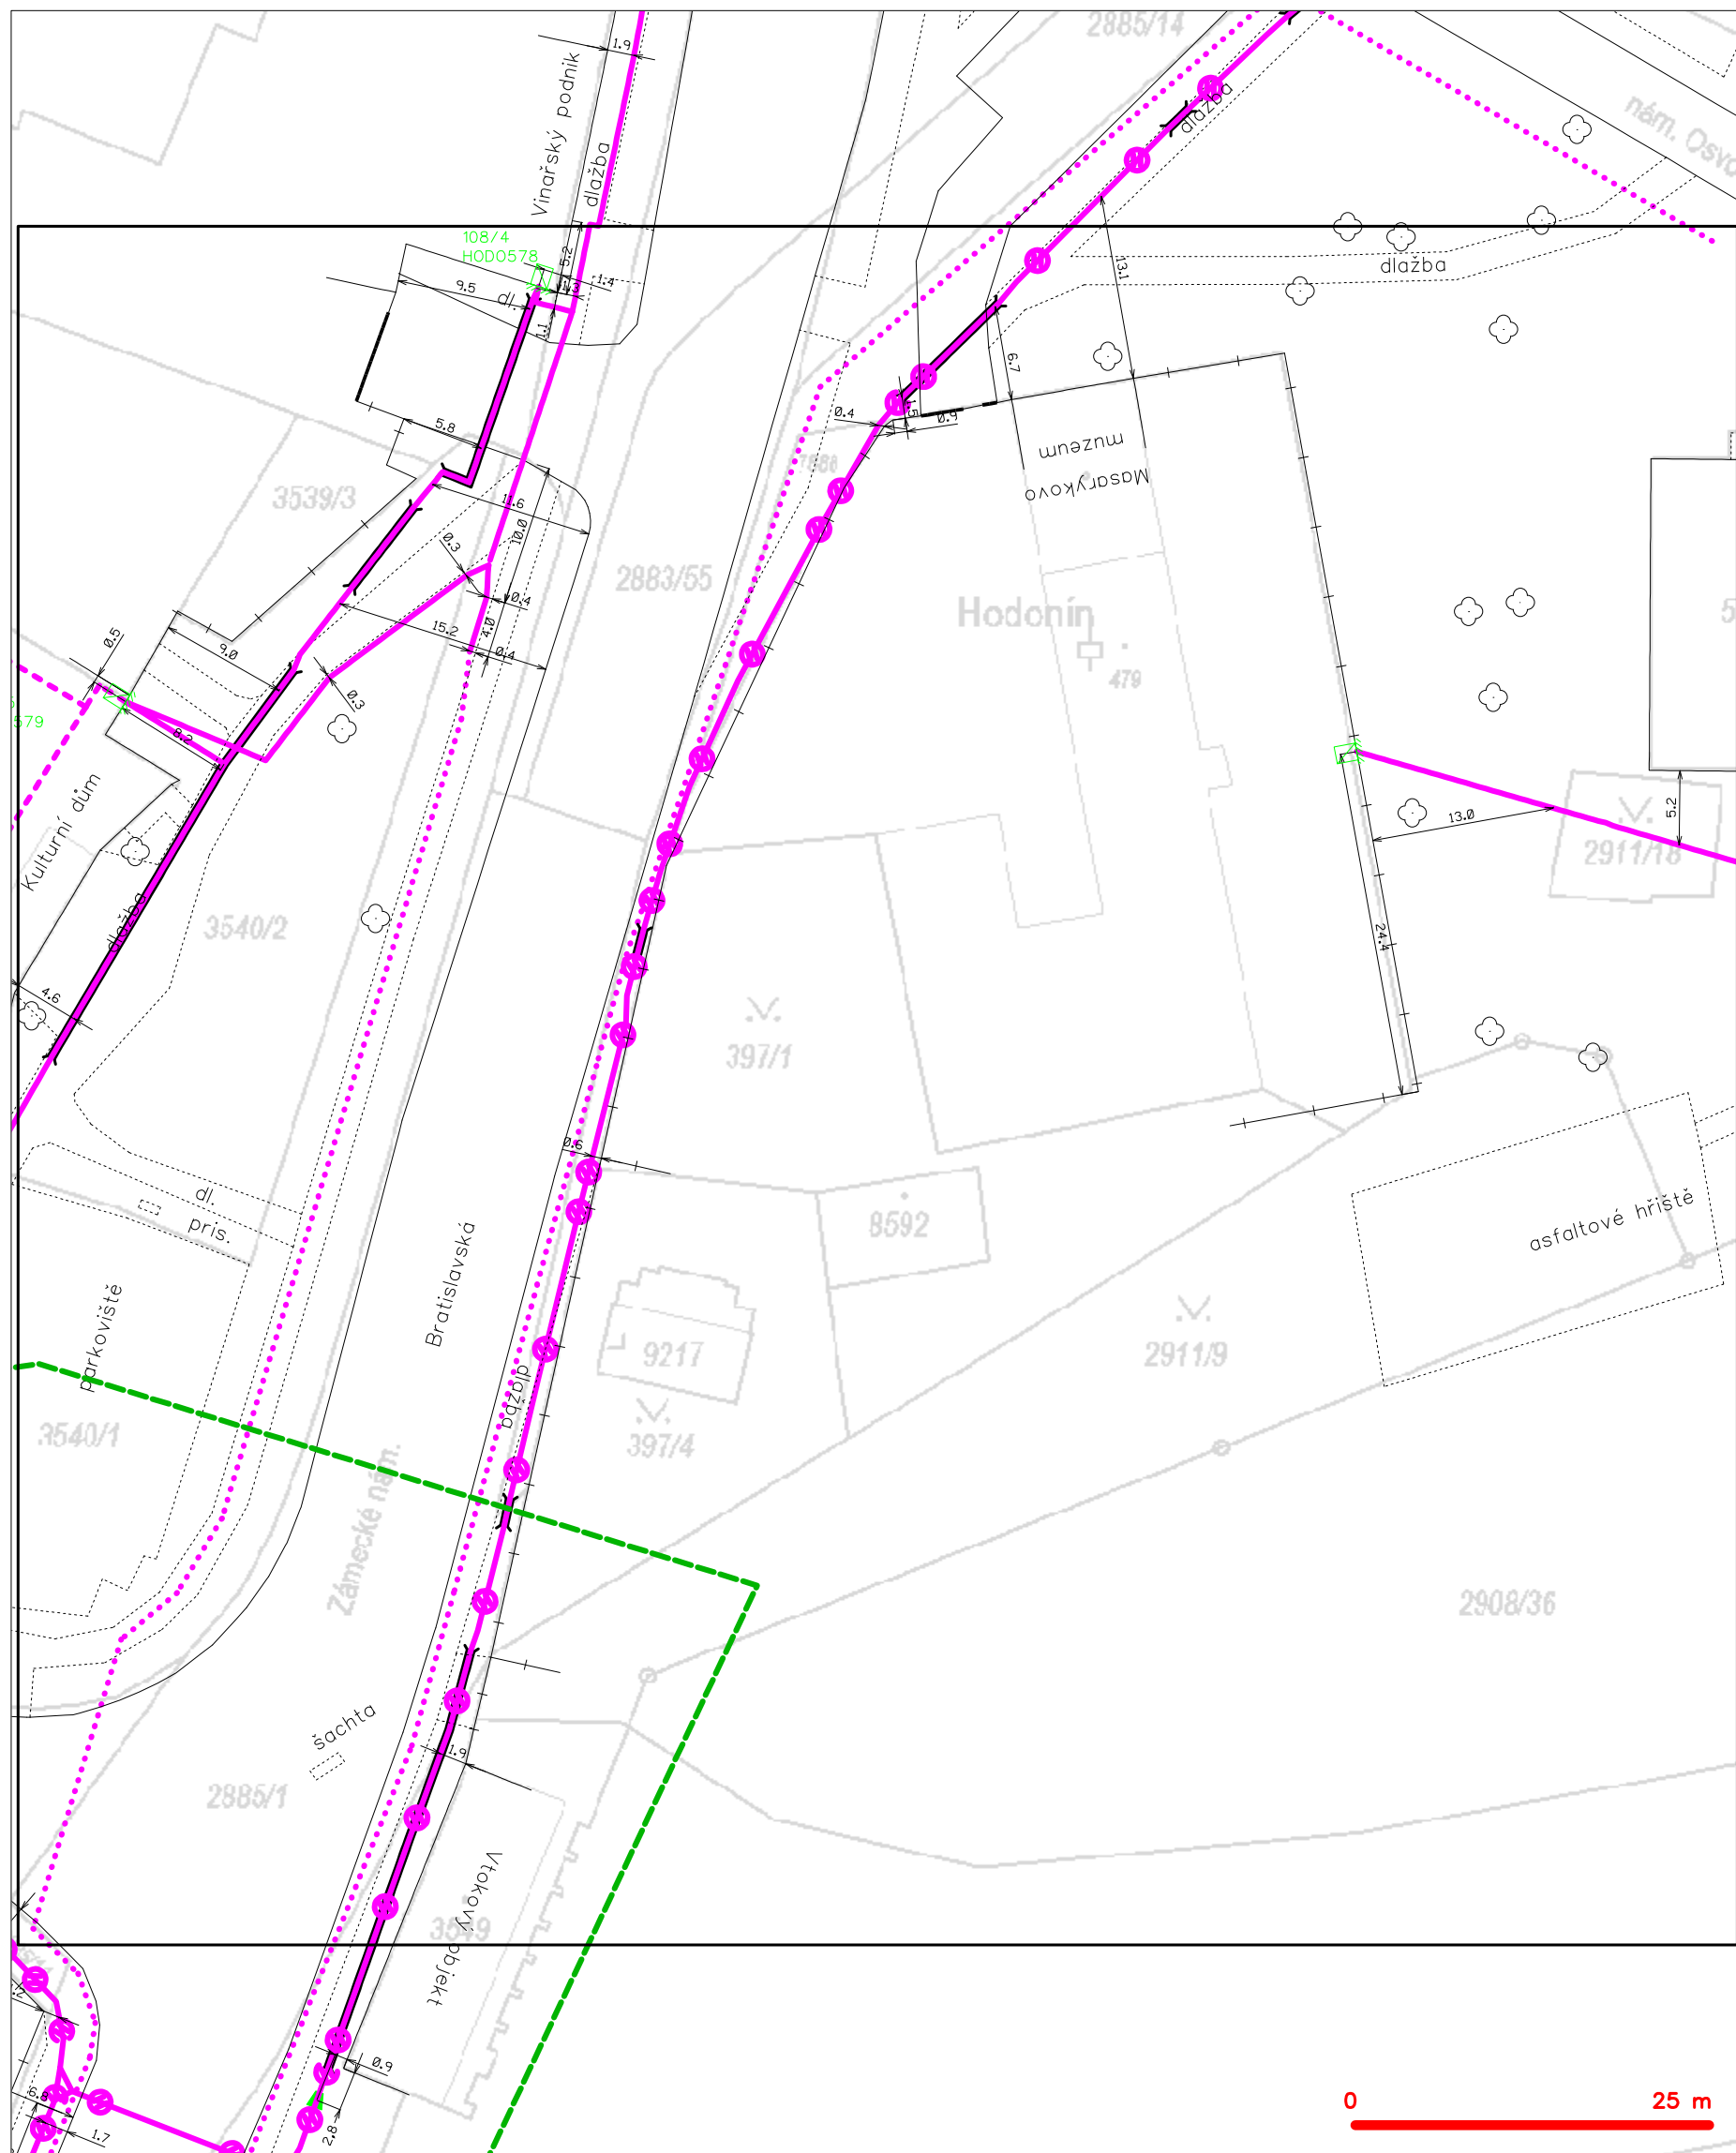 2885/14
1.9
Vinařský podnik
dlažba
dlažba
108/4
HODO578
5.2
1.4
1.3
9.5
dl.
1.1
13.1
dlažba
6.7
5.8
0.4
1.5
0.9
muzeum
Masarykovo
3539/3
11.6
10.0
0.3
2883/55
Hodonín
479
0.4
4.0
15.2
0.4
0.5
9.0
0.3
8.2
579
Kulturní dům
13.0
5.2
2911/18
dlažba
3540/2
24.4
4.6
397/1
0.6
dl.
pris.
8592
asfaltové hřiště
Bratislavská
parkoviště
9217
2911/9
dlažba
3540/1
397/4
Zámecké nám.
2908/36
šachta
1.9
2885/1
Vtokový objekt
3549
0.9
6.8
1.7
2.8
0
25 m